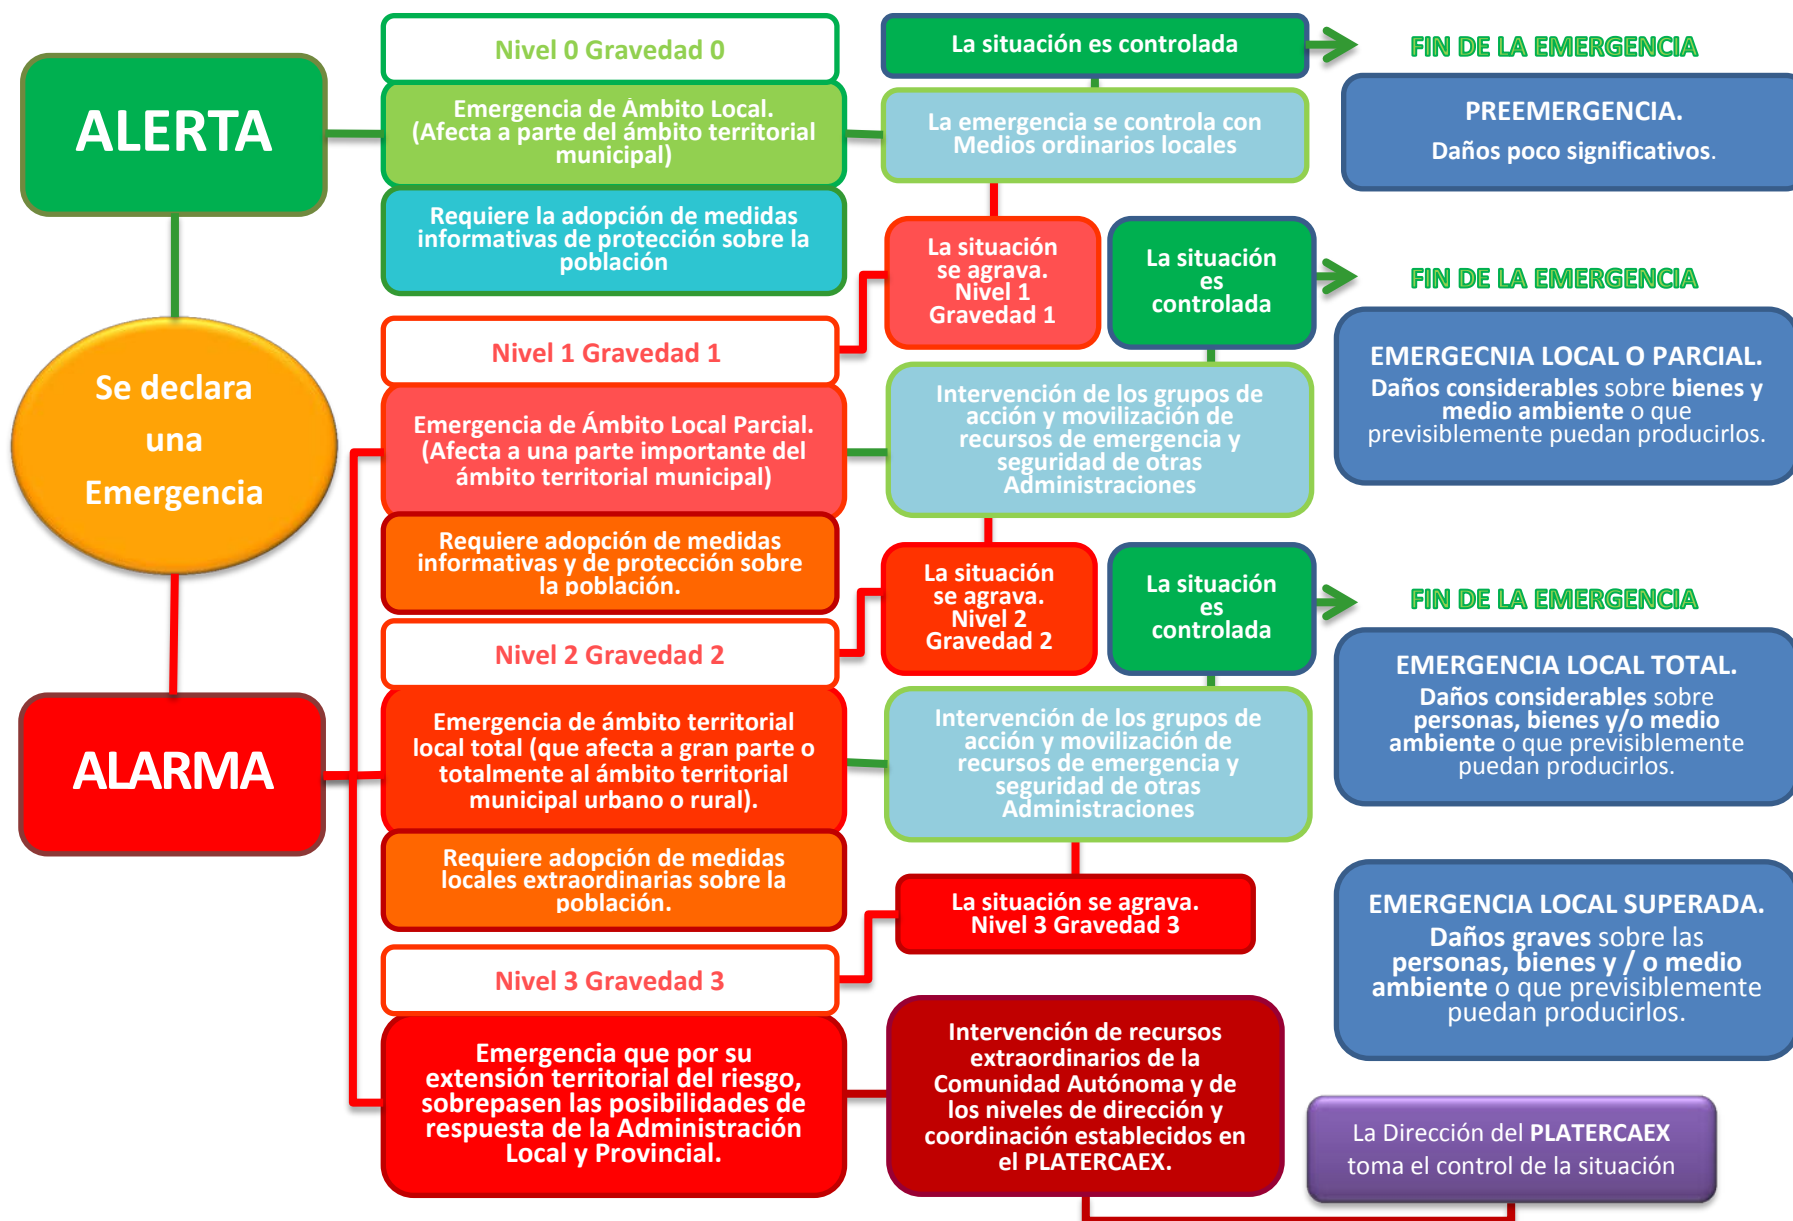 ALERTA
Se declara
una
Emergencia
ALARMA
Nivel 0 Gravedad 0
Emergencia de Ámbito Local.
(Afecta a parte del ámbito territorial
municipal)
Requiere la adopción de medidas
informativas de protección sobre la
población
La situación es controlada
La emergencia se controla con
Medios ordinarios locales
FIN DE LA EMERGENCIA
PREEMERGENCIA.
Daños poco significativos.
La situación
se agrava.
Nivel 1
Gravedad 1
La situación
es
controlada
FIN DE LA EMERGENCIA
Nivel 1 Gravedad 1
Emergencia de Ámbito Local Parcial.
(Afecta a una parte importante del
ámbito territorial municipal)
Requiere adopción de medidas
informativas y de protección sobre
la población.
Intervención de los grupos de
acción y movilización de
recursos de emergencia y
seguridad de otras
Administraciones
EMERGECNIA LOCAL O PARCIAL.
Daños considerables sobre bienes y
medio ambiente o que
previsiblemente puedan producirlos.
La situación
se agrava.
Nivel 2
Gravedad 2
La situación
es
controlada
FIN DE LA EMERGENCIA
Nivel 2 Gravedad 2
Emergencia de ámbito territorial
local total (que afecta a gran parte o
totalmente al ámbito territorial
municipal urbano o rural).
Requiere adopción de medidas
locales extraordinarias sobre la
población.
Intervención de los grupos de
acción y movilización de
recursos de emergencia y
seguridad de otras
Administraciones
EMERGENCIA LOCAL TOTAL.
Daños considerables sobre
personas, bienes y/o medio
ambiente o que previsiblemente
puedan producirlos.
La situación se agrava.
Nivel 3 Gravedad 3
Nivel 3 Gravedad 3
Emergencia que por su
extensión territorial del riesgo,
sobrepasen las posibilidades de
respuesta de la Administración
Local y Provincial.
Intervención de recursos
extraordinarios de la
Comunidad Autónoma y de
los niveles de dirección y
coordinación establecidos en
el PLATERCAEX.
EMERGENCIA LOCAL SUPERADA.
Daños graves sobre las
personas, bienes y / o medio
ambiente o que previsiblemente
puedan producirlos.
La Dirección del PLATERCAEX
toma el control de la situación